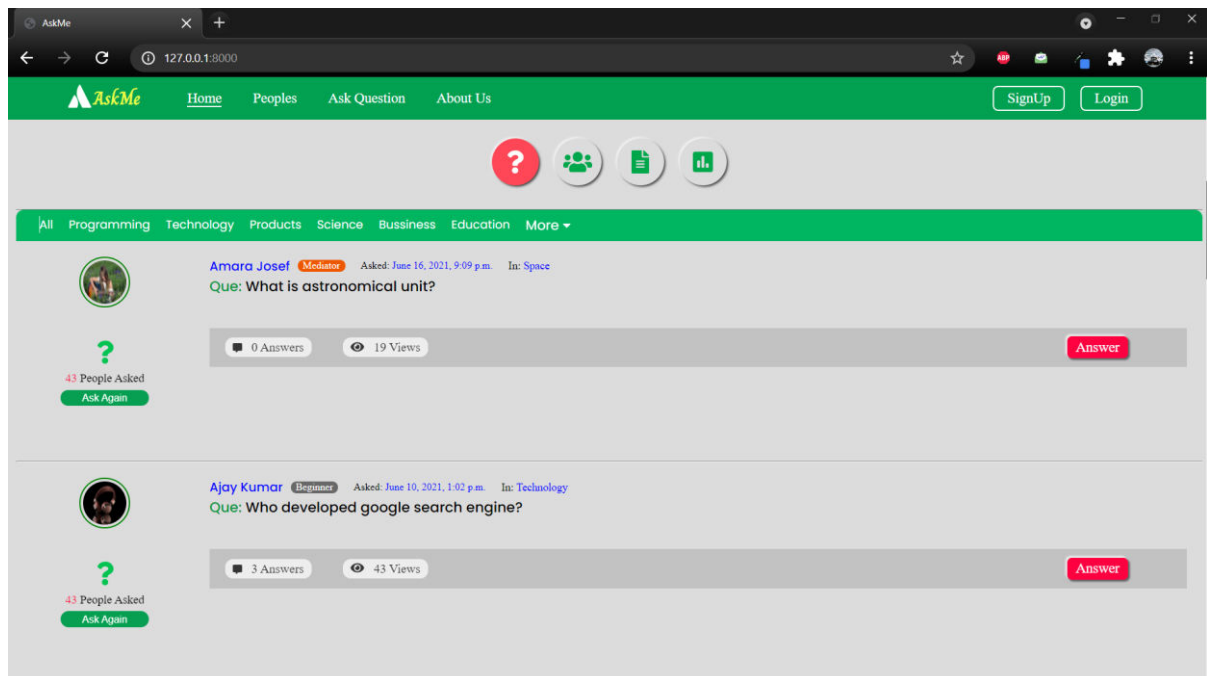 AskMe
127.0.0.1:8000
ABP
AskMe Home Peoples Ask Question About Us SignUp Login
?
All Programming Technology Products Science Bussiness Education More
Amara Josef Mediator Asked: June 16, 2021, 9:09 p.m. In: Space
Que: What is astronomical unit?
0 Answers 19 Views Answer
?
43 People Asked
Ask Again
Ajay Kumar Beginner Asked: June 10, 2021, 1:02 p.m. In: Technology
Que: Who developed google search engine?
3 Answers 43 Views Answer
?
43 People Asked
Ask Again